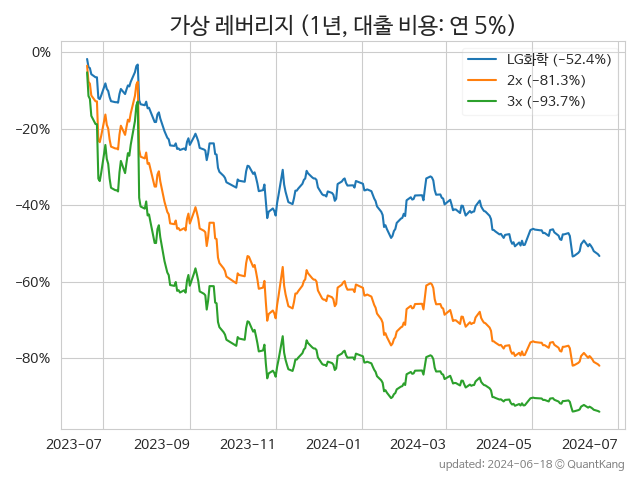 가상 레버리지 (1년, 대출 비용: 연 5%)
0%
LG화학 (−52.4%)
2x (−81.3%)
3x (−93.7%)
−20%
−40%
−60%
−80%
2023−07 2023−09 2023−11 2024−01 2024−03 2024−05 2024−07
updated: 2024-06-18 © QuantKang